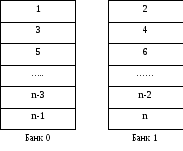 1 2
3 4
5 6
..... ......
n-3 n-2
n-1 n
Банк 0 Банк 1